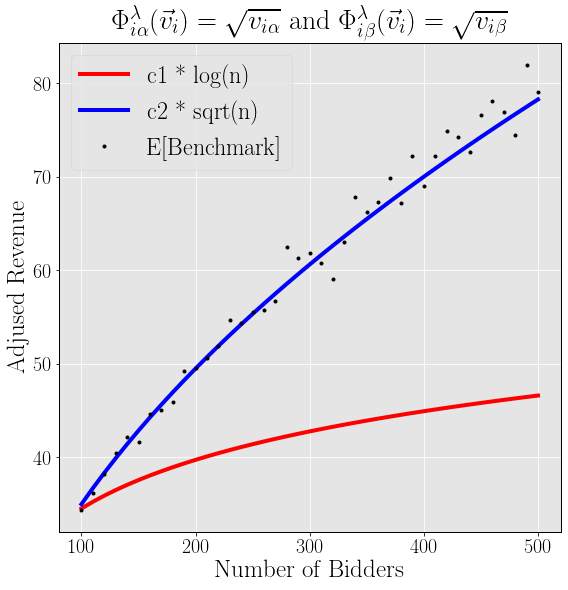 Φ^λ_{iα}(v⃗_i) = √v_{iα} and Φ^λ_{iβ}(v⃗_i) = √v_{iβ}
c1 * log(n)
c2 * sqrt(n)
E[Benchmark]
Adjused Revenue
80
70
60
50
40
100 200 300 400 500
Number of Bidders